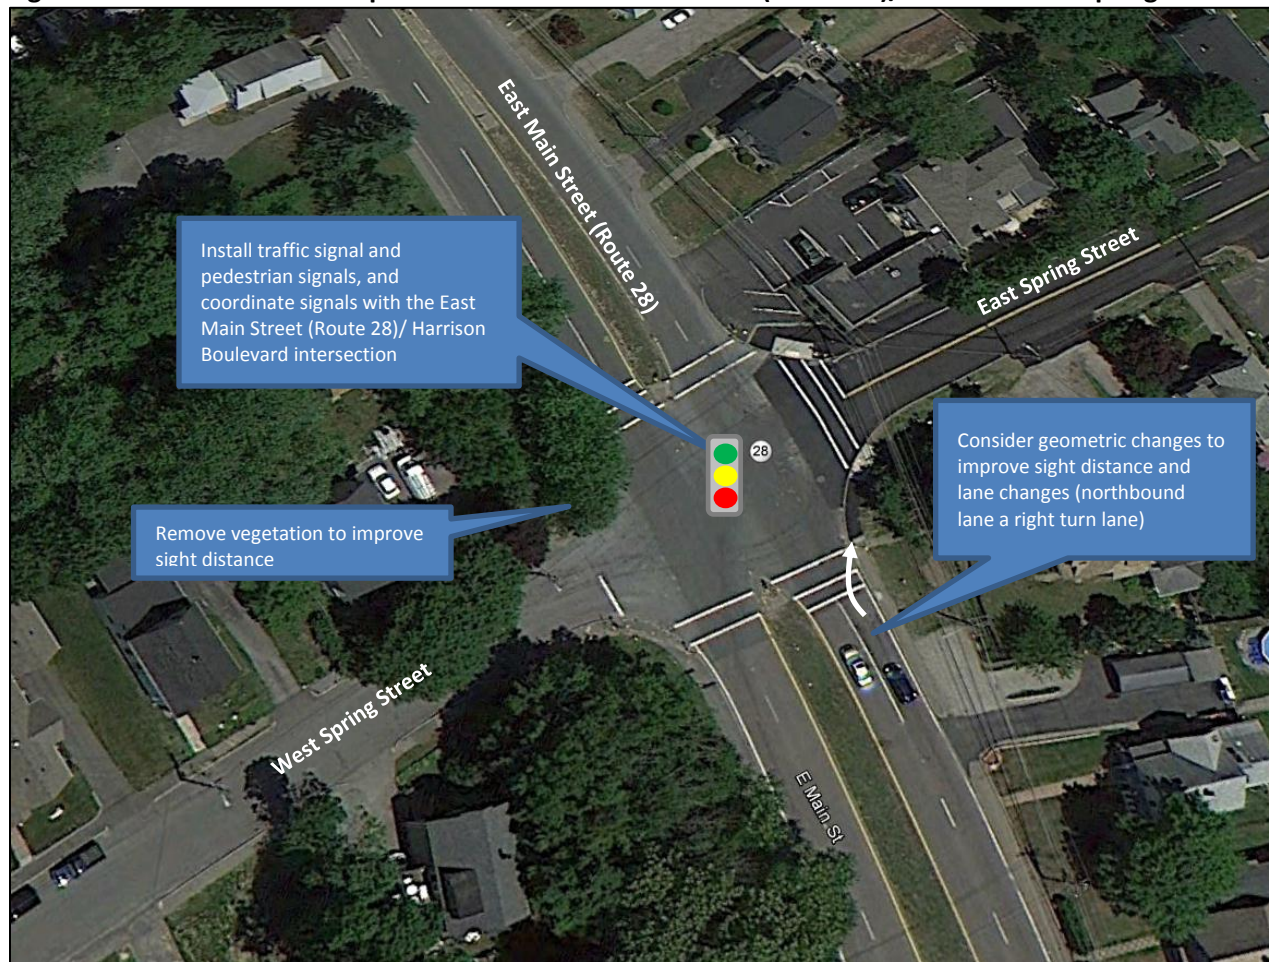 East Main Street (Route 28)
Install traffic signal and
pedestrian signals, and
coordinate signals with the East
Main Street (Route 28)/ Harrison
Boulevard intersection
East Spring Street
28
Consider geometric changes to
improve sight distance and
lane changes (northbound
lane a right turn lane)
Remove vegetation to improve
sight distance
West Spring Street
E Main St